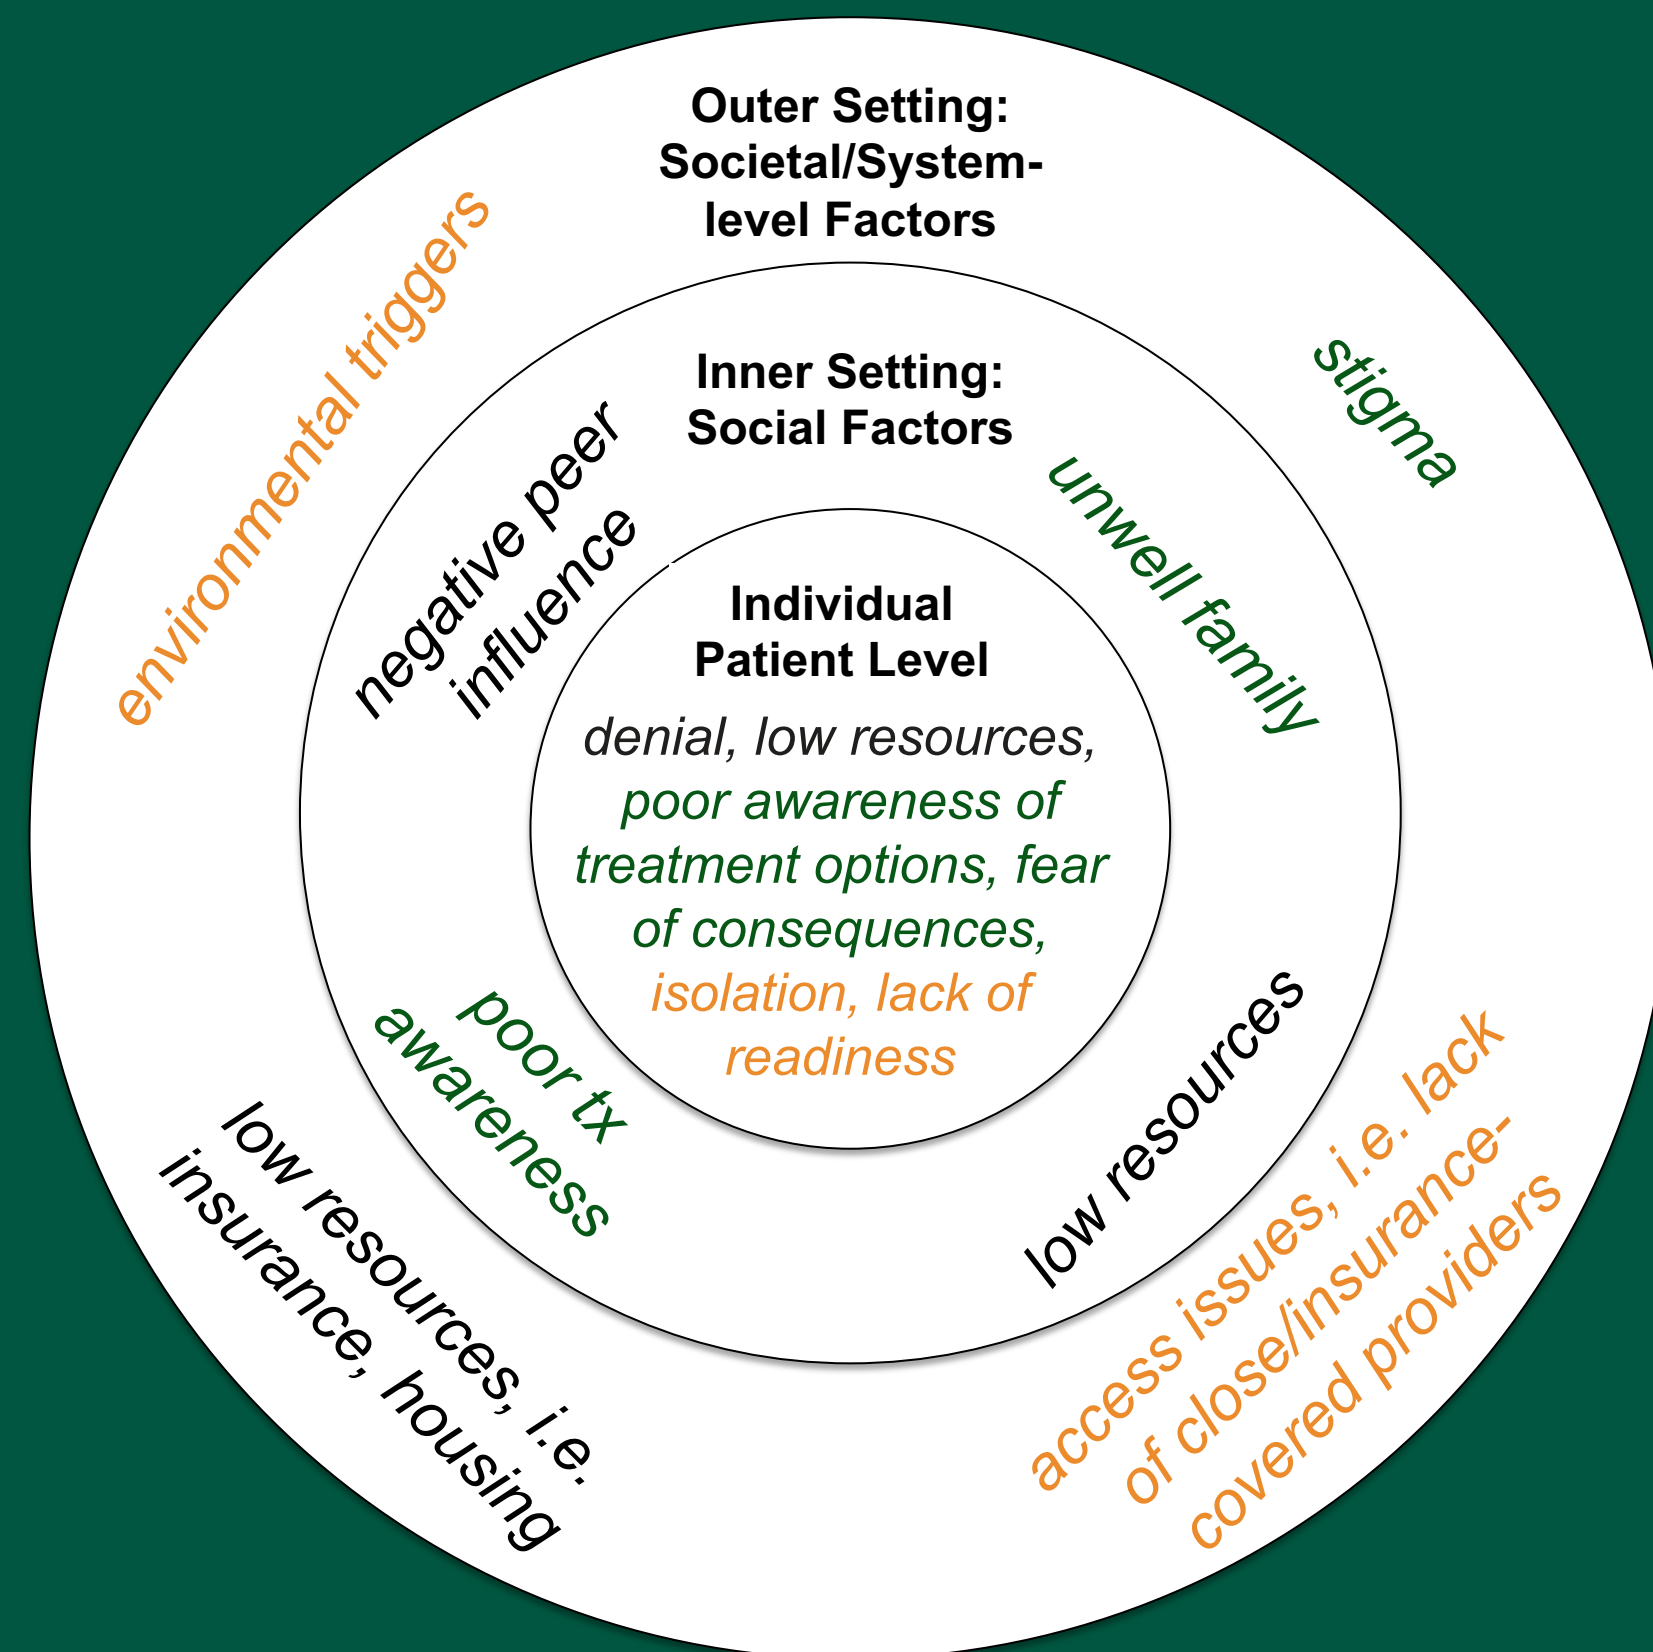 Outer Setting:
Societal/System-
level Factors
environmental triggers
stigma
Inner Setting:
Social Factors
negative peer
influence
unwell family
Individual
Patient Level
denial, low resources,
poor awareness of
treatment options, fear
of consequences,
isolation, lack of
readiness
poor tx
awareness
low resources
low resources, i.e.
insurance, housing
access issues, i.e. lack
of close/insurance-
covered providers